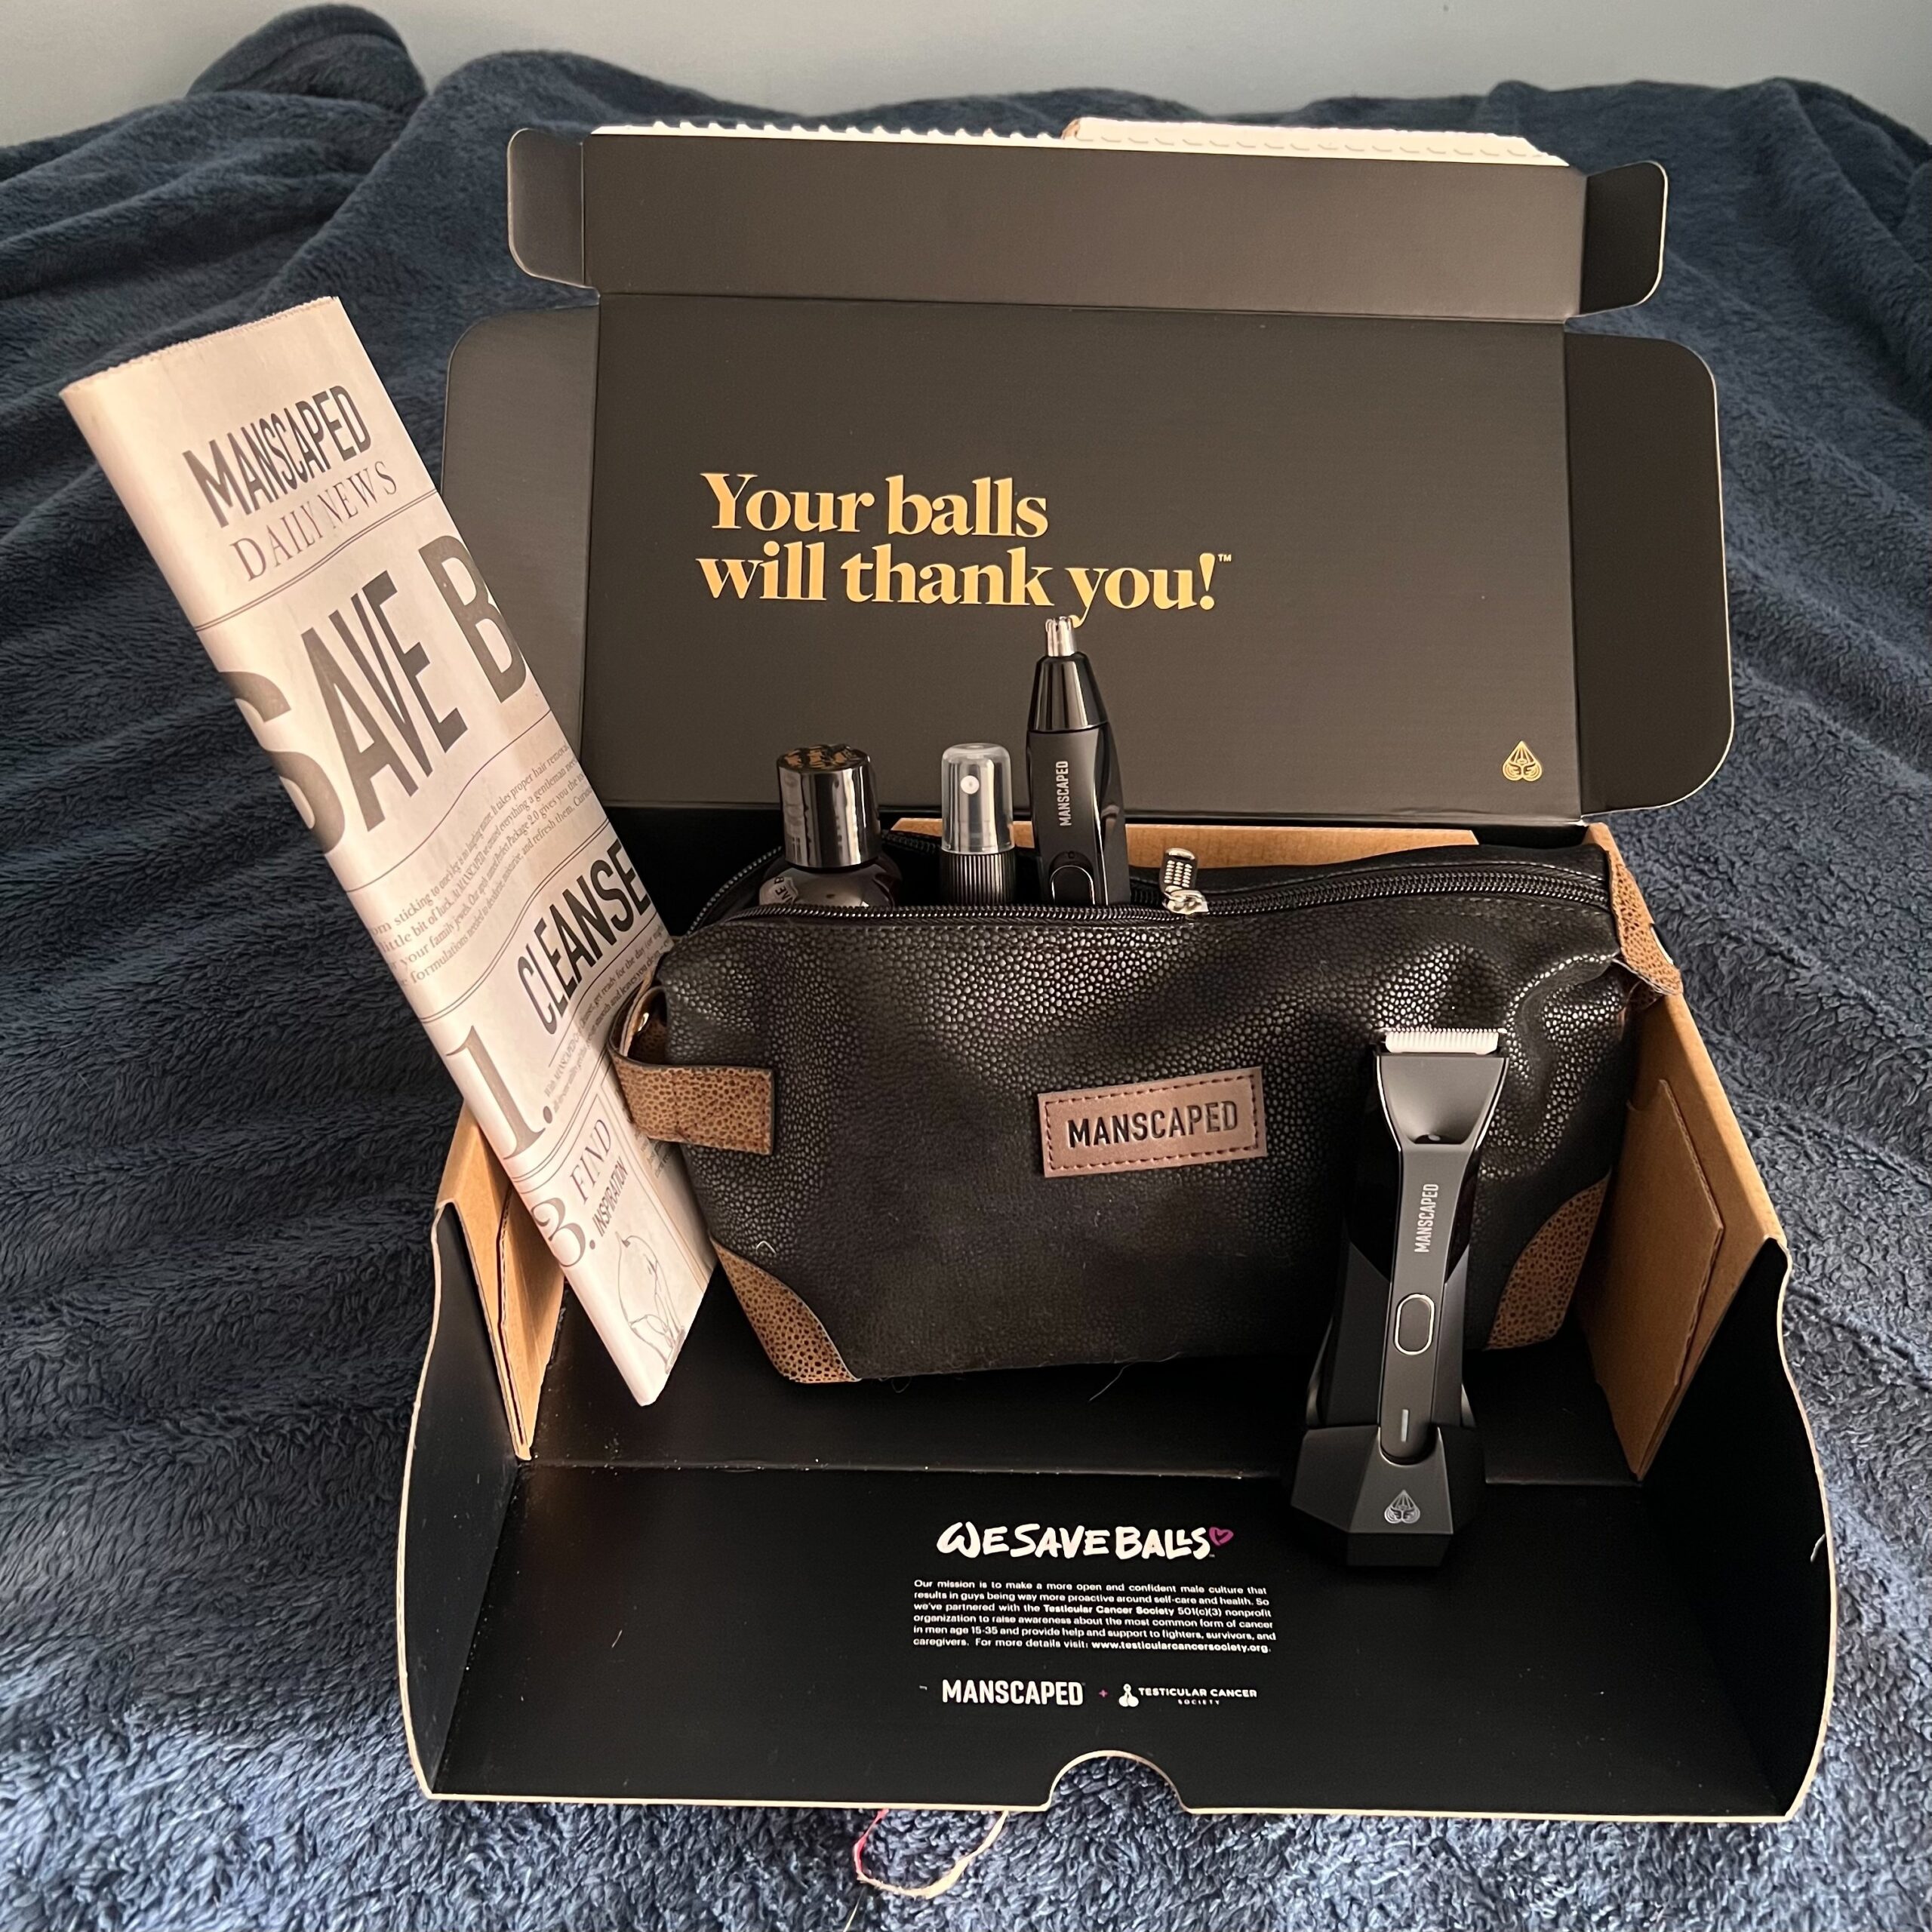 MANSCAPED
DAILY NEWS
SAVE B
CLEANSE
1.
3.
FIND
INSPIRATION
Your balls
will thank you!™
MANSCAPED
MANSCAPED
MANSCAPED
WE SAVE BALLS
Our mission is to make a more open and confident male culture that
results in guys being way more proactive around self-care and health. So
we've partnered with the Testicular Cancer Society 501(c)(3) nonprofit
organization to raise awareness about the most common form of cancer
in men age 15-35 and provide help and support to fighters, survivors, and
caregivers. For more details visit: www.testicularcancersociety.org.
MANSCAPED + TESTICULAR CANCER
SOCIETY